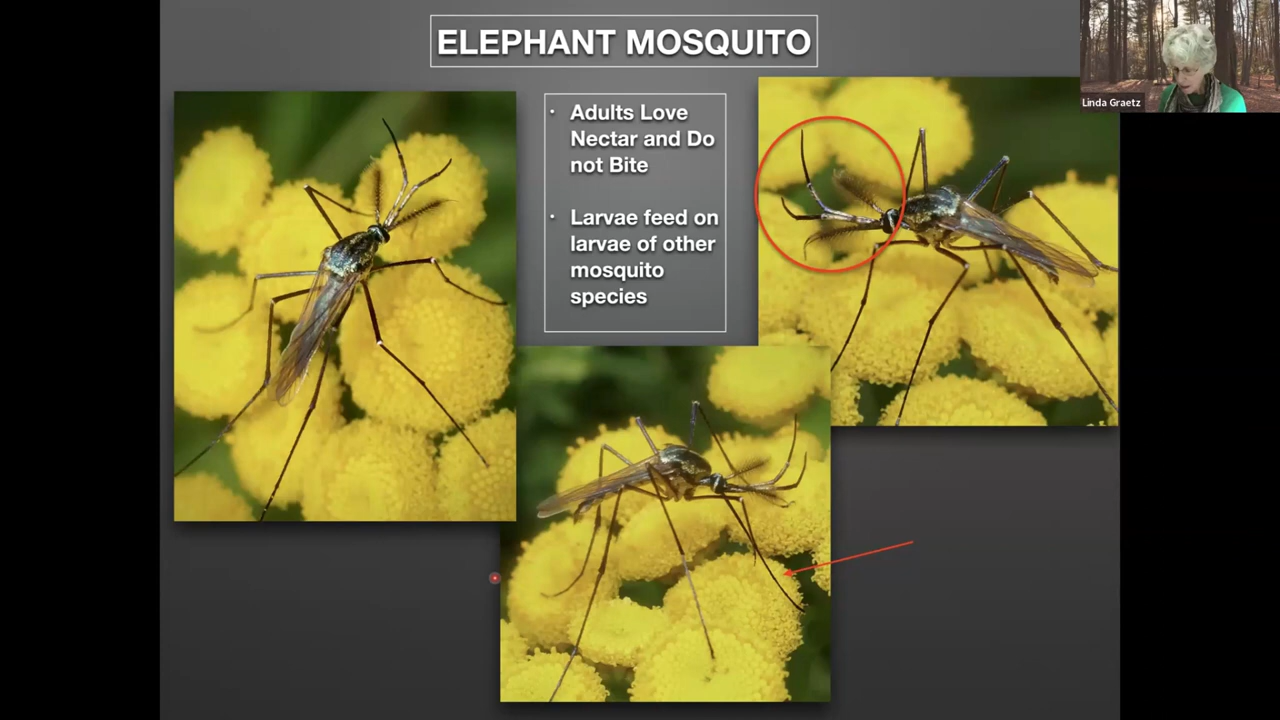 ELEPHANT MOSQUITO
Linda Graetz
• Adults Love
Nectar and Do
not Bite
• Larvae feed on
larvae of other
mosquito
species